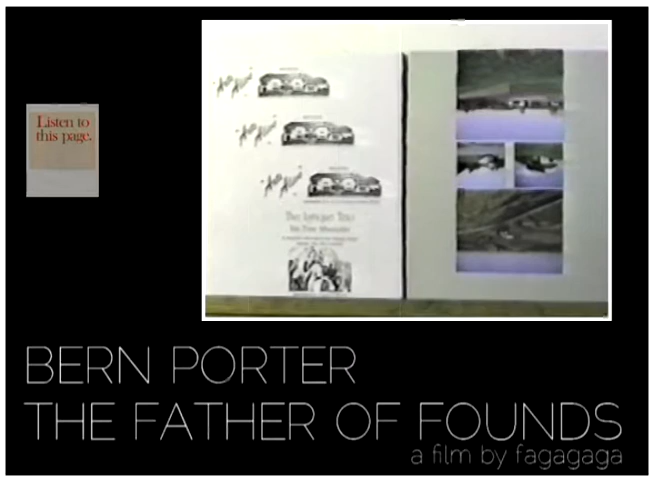 Listen to
this page.
BERN PORTER
THE FATHER OF FOUNDS
a film by fagagaga